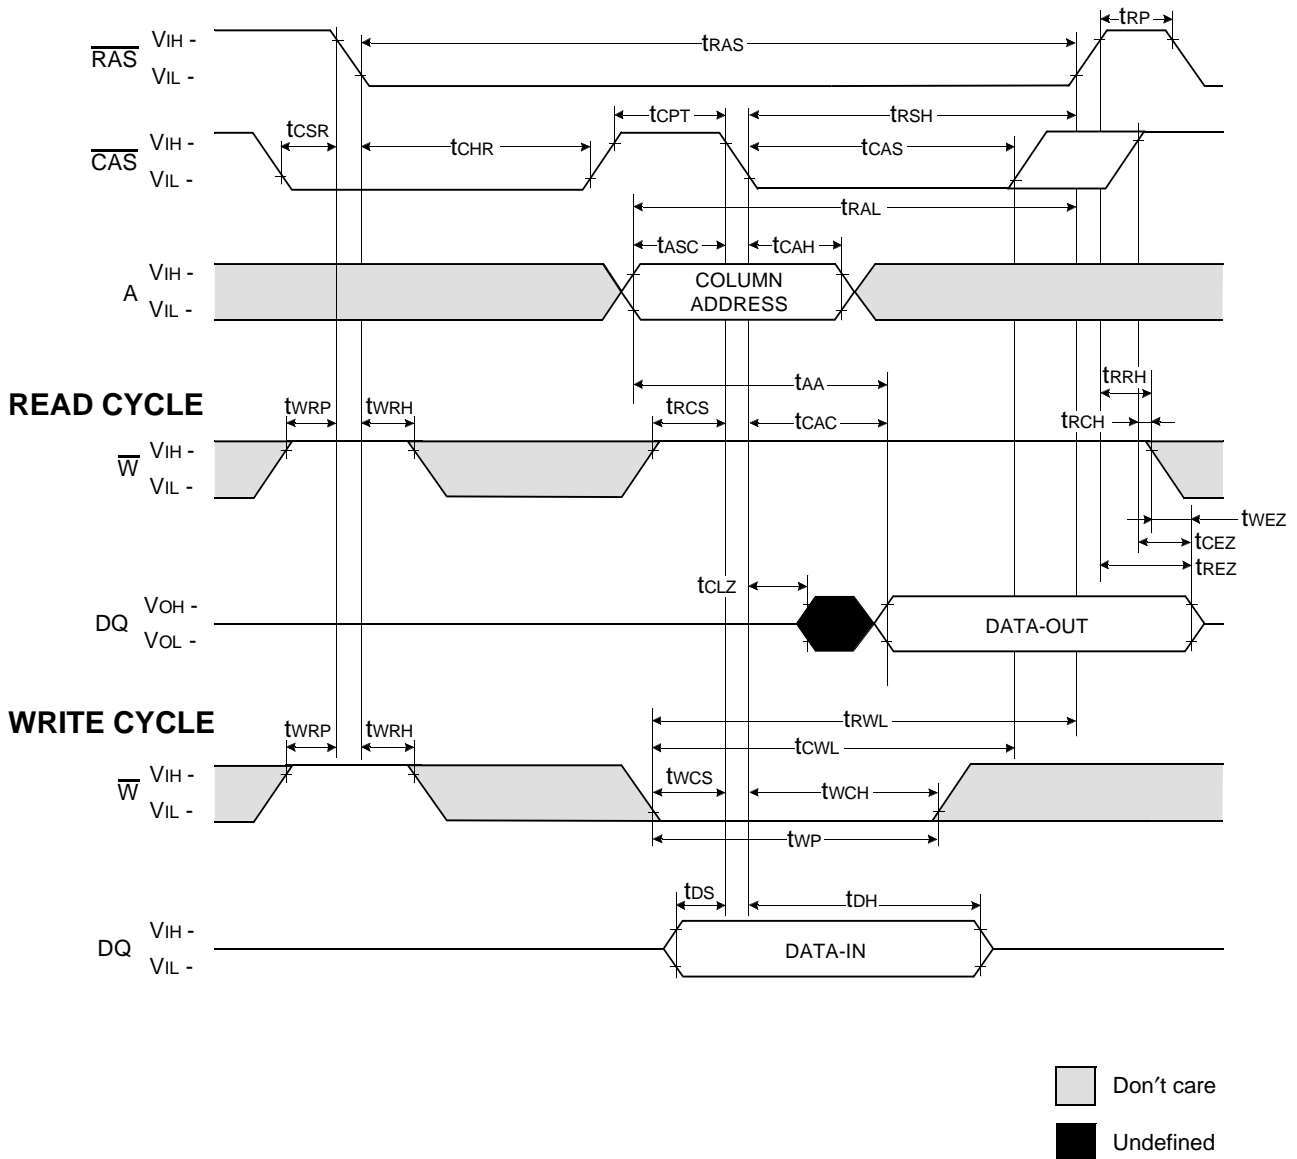 tRP
RAS VIH -
VIL -
tRAS
tCPT tRSH
tCSR
CAS VIH -
VIL -
tCHR tCAS
tRAL
tASC tCAH
A VIH -
VIL -
COLUMN
ADDRESS
tAA tRRH
READ CYCLE
tWRP tWRH tRCS tCAC tRCH
W VIH -
VIL -
tWEZ
tCEZ
tREZ
tCLZ
DQ VOH -
VOL -
DATA-OUT
WRITE CYCLE
tRWL
tWRP tWRH tCWL
W VIH -
VIL -
tWCS tWCH
tWP
tDS tDH
DQ VIH -
VIL -
DATA-IN
Don′t care
Undefined